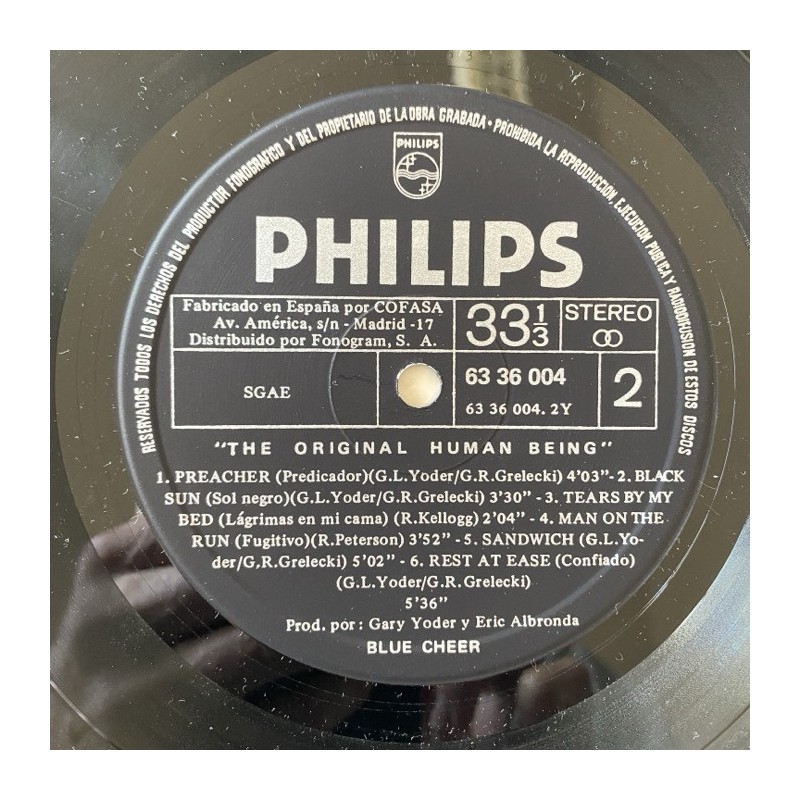 RESERVADOS TODOS LOS DERECHOS DEL PRODUCTOR FONOGRAFICO Y DEL PROPIETARIO DE LA OBRA GRABADA · PROHIBIDA LA REPRODUCCION, EJECUCION PUBLICA Y RADIODIFUSION DE ESTOS DISCOS
PHILIPS
PHILIPS
Fabricado en España por COFASA
Av. América, s/n - Madrid -17
Distribuido por Fonogram, S. A.
33 1/3
STEREO
SGAE
63 36 004
63 36 004. 2Y
2
"THE ORIGINAL HUMAN BEING"
1. PREACHER (Predicador)(G.L.Yoder/G.R.Grelecki) 4'03"- 2. BLACK
SUN (Sol negro)(G.L.Yoder/G.R.Grelecki) 3'30" - 3. TEARS BY MY
BED (Lágrimas en mi cama) (R.Kellogg) 2'04" - 4. MAN ON THE
RUN (Fugitivo)(R.Peterson) 3'52" - 5. SANDWICH (G.L.Yo-
der/G.R.Grelecki) 5'02" - 6. REST AT EASE (Confiado)
(G.L.Yoder/G.R.Grelecki)
5'36"
Prod. por: Gary Yoder y Eric Albronda
BLUE CHEER